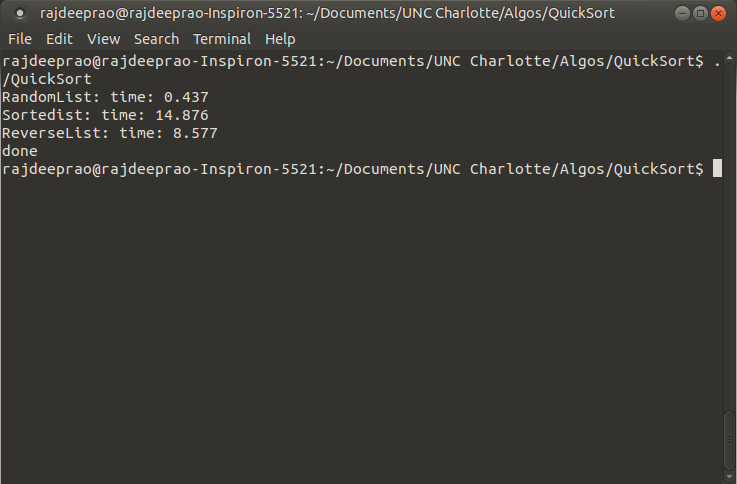 rajdeeprao@rajdeeprao-Inspiron-5521: ~/Documents/UNC Charlotte/Algos/QuickSort
File Edit View Search Terminal Help
rajdeeprao@rajdeeprao-Inspiron-5521:~/Documents/UNC Charlotte/Algos/QuickSort$ .
/QuickSort
RandomList: time: 0.437
Sortedist: time: 14.876
ReverseList: time: 8.577
done
rajdeeprao@rajdeeprao-Inspiron-5521:~/Documents/UNC Charlotte/Algos/QuickSort$